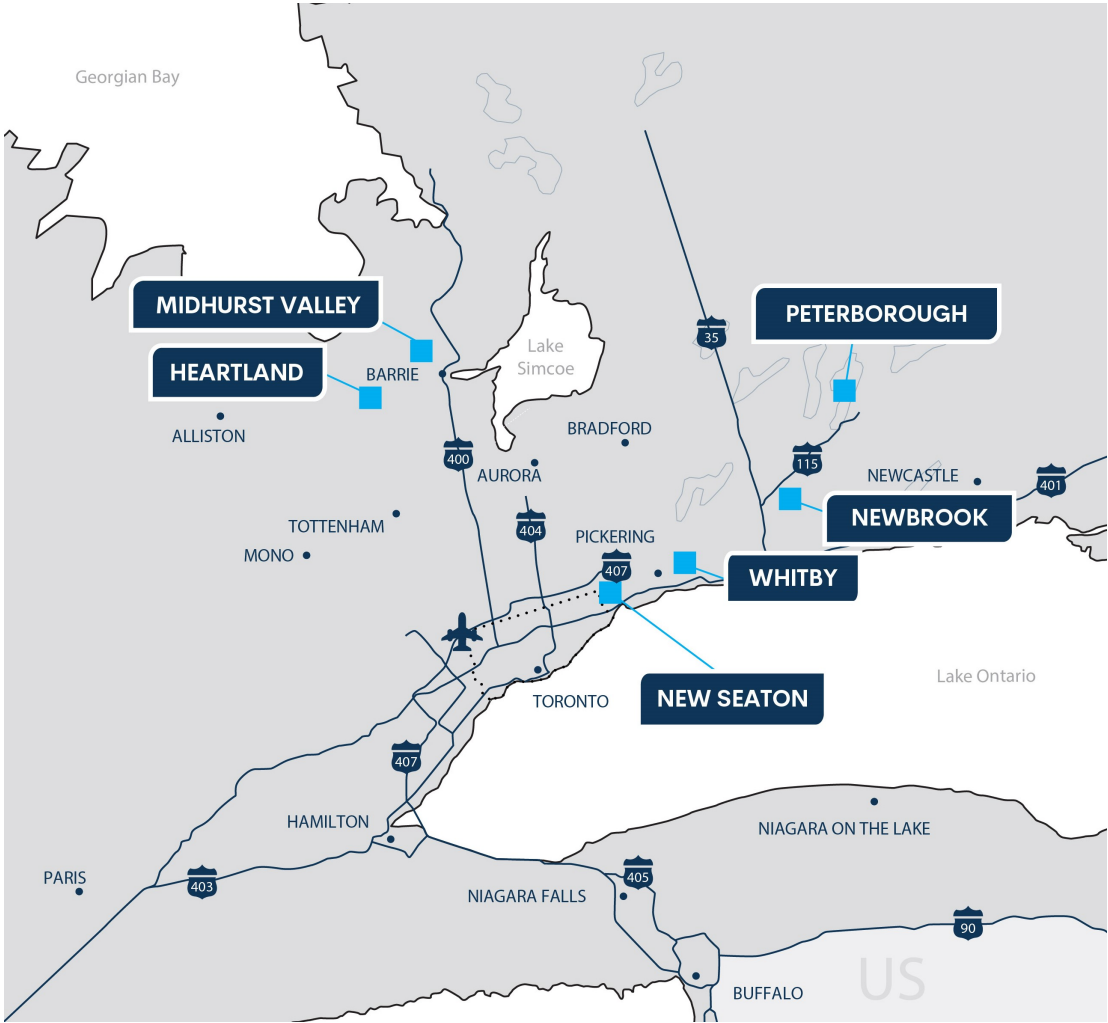 Georgian Bay
MIDHURST VALLEY
PETERBOROUGH
35
Lake
Simcoe
HEARTLAND
BARRIE
ALLISTON
BRADFORD
400
115
AURORA
NEWCASTLE
401
TOTTENHAM
404
NEWBROOK
MONO
PICKERING
407
WHITBY
Lake Ontario
TORONTO
NEW SEATON
407
HAMILTON
NIAGARA ON THE LAKE
PARIS
403
405
NIAGARA FALLS
90
US
BUFFALO